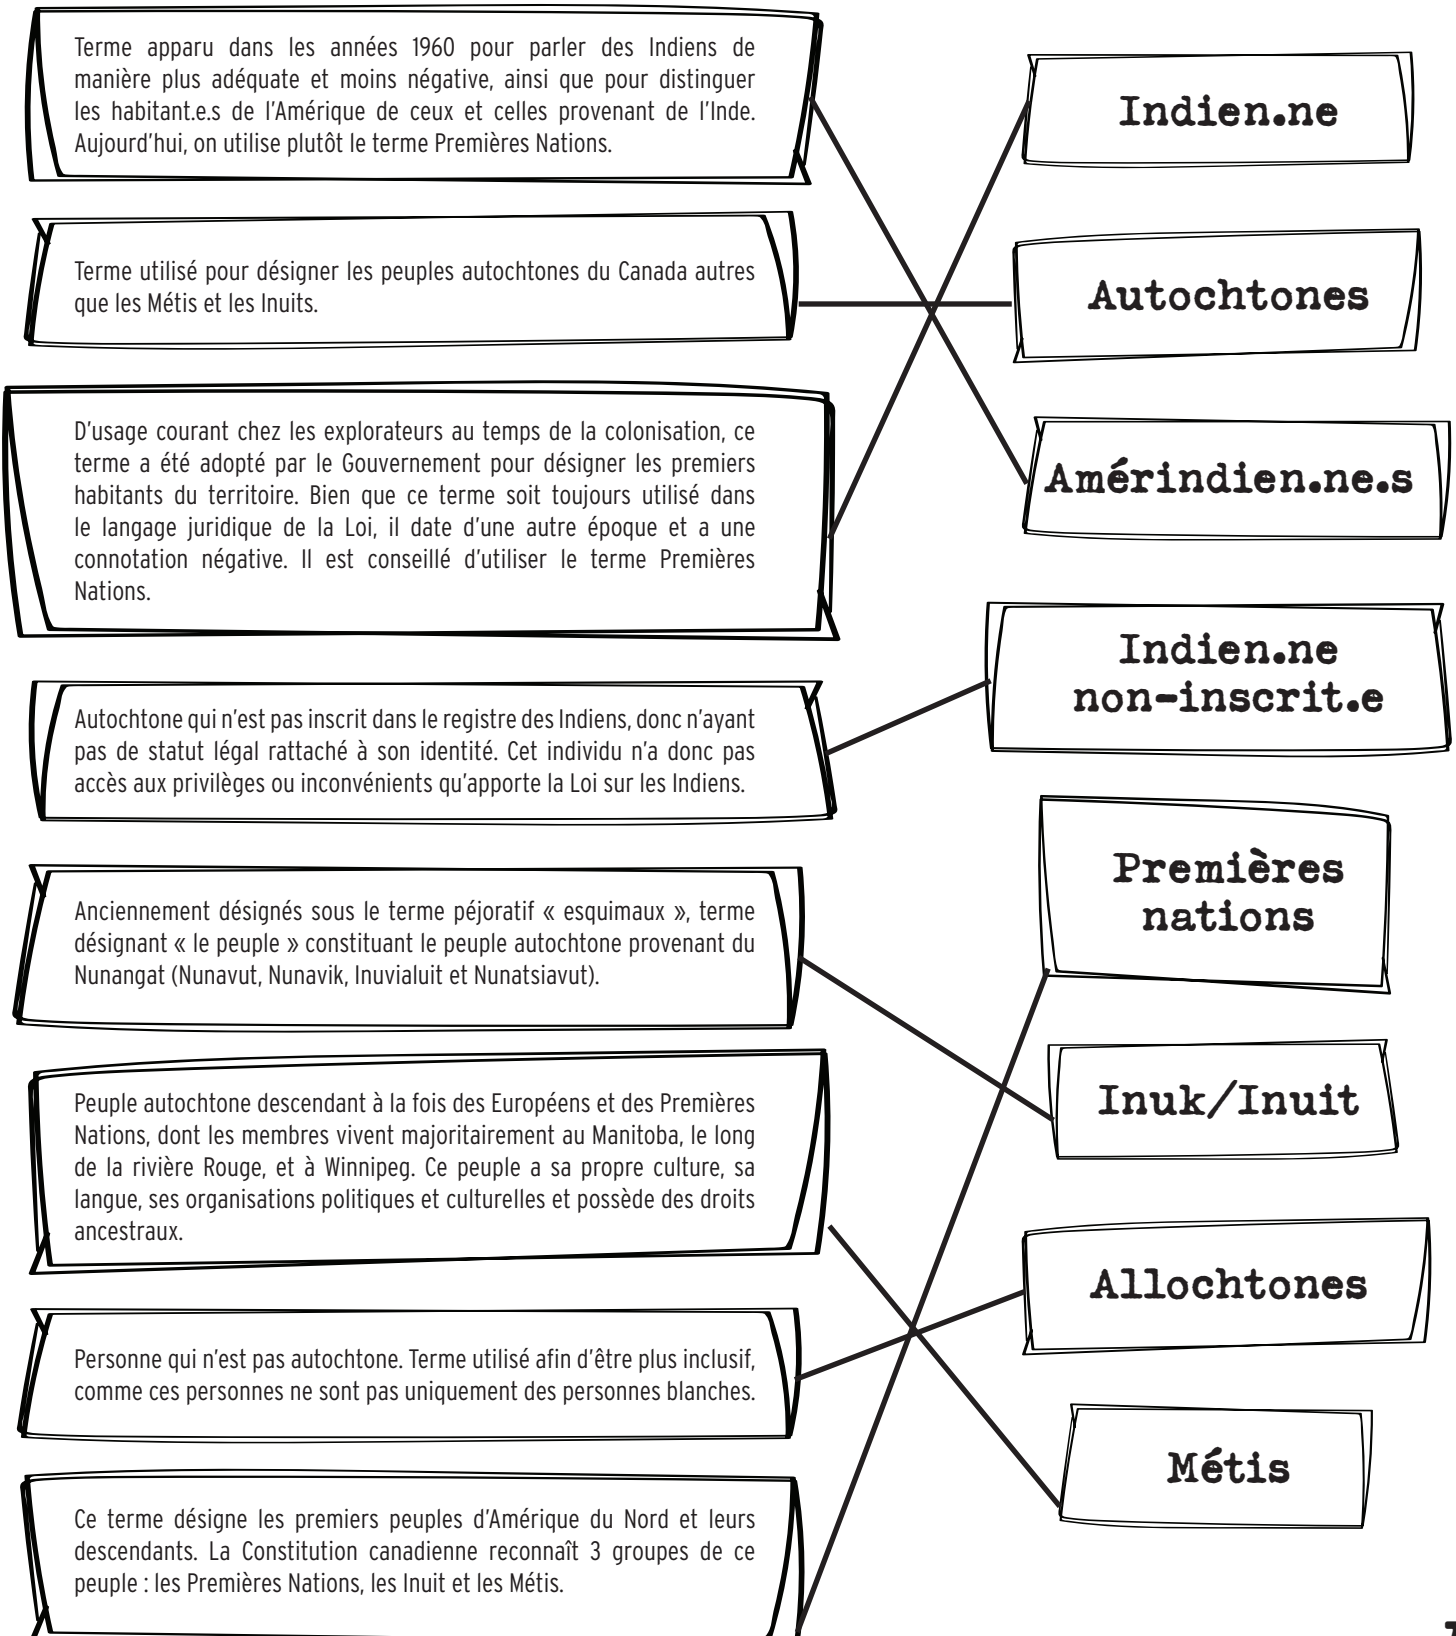 Terme apparu dans les années 1960 pour parler des Indiens de
manière plus adéquate et moins négative, ainsi que pour distinguer
les habitant.e.s de l'Amérique de ceux et celles provenant de l'Inde.
Aujourd'hui, on utilise plutôt le terme Premières Nations.
Terme utilisé pour désigner les peuples autochtones du Canada autres
que les Métis et les Inuits.
D'usage courant chez les explorateurs au temps de la colonisation, ce
terme a été adopté par le Gouvernement pour désigner les premiers
habitants du territoire. Bien que ce terme soit toujours utilisé dans
le langage juridique de la Loi, il date d'une autre époque et a une
connotation négative. Il est conseillé d'utiliser le terme Premières
Nations.
Autochtone qui n'est pas inscrit dans le registre des Indiens, donc n'ayant
pas de statut légal rattaché à son identité. Cet individu n'a donc pas
accès aux privilèges ou inconvénients qu'apporte la Loi sur les Indiens.
Anciennement désignés sous le terme péjoratif « esquimaux », terme
désignant « le peuple » constituant le peuple autochtone provenant du
Nunangat (Nunavut, Nunavik, Inuvialuit et Nunatsiavut).
Peuple autochtone descendant à la fois des Européens et des Premières
Nations, dont les membres vivent majoritairement au Manitoba, le long
de la rivière Rouge, et à Winnipeg. Ce peuple a sa propre culture, sa
langue, ses organisations politiques et culturelles et possède des droits
ancestraux.
Personne qui n'est pas autochtone. Terme utilisé afin d'être plus inclusif,
comme ces personnes ne sont pas uniquement des personnes blanches.
Ce terme désigne les premiers peuples d'Amérique du Nord et leurs
descendants. La Constitution canadienne reconnaît 3 groupes de ce
peuple : les Premières Nations, les Inuit et les Métis.
Indien.ne
Autochtones
Amérindien.ne.s
Indien.ne
non-inscrit.e
Premières
nations
Inuk/Inuit
Allochtones
Métis